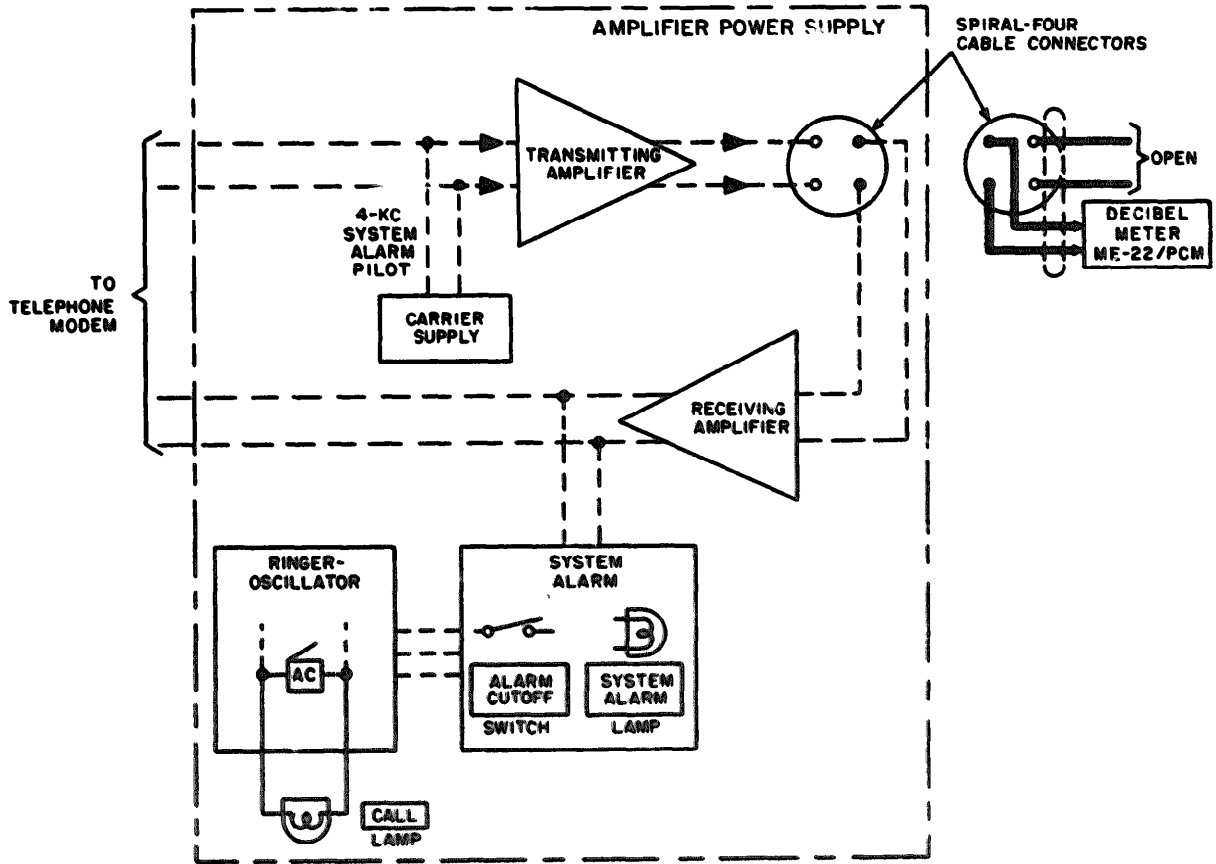 AMPLIFIER POWER SUPPLY
SPIRAL-FOUR
CABLE CONNECTORS
TRANSMITTING
AMPLIFIER
OPEN
4-KC
SYSTEM
ALARM
PILOT
DECIBEL
METER
ME-22/PCM
TO
TELEPHONE
MODEM
CARRIER
SUPPLY
RECEIVING
AMPLIFIER
RINGER-
OSCILLATOR
SYSTEM
ALARM
AC
ALARM
CUTOFF
SWITCH
SYSTEM
ALARM
LAMP
CALL
LAMP